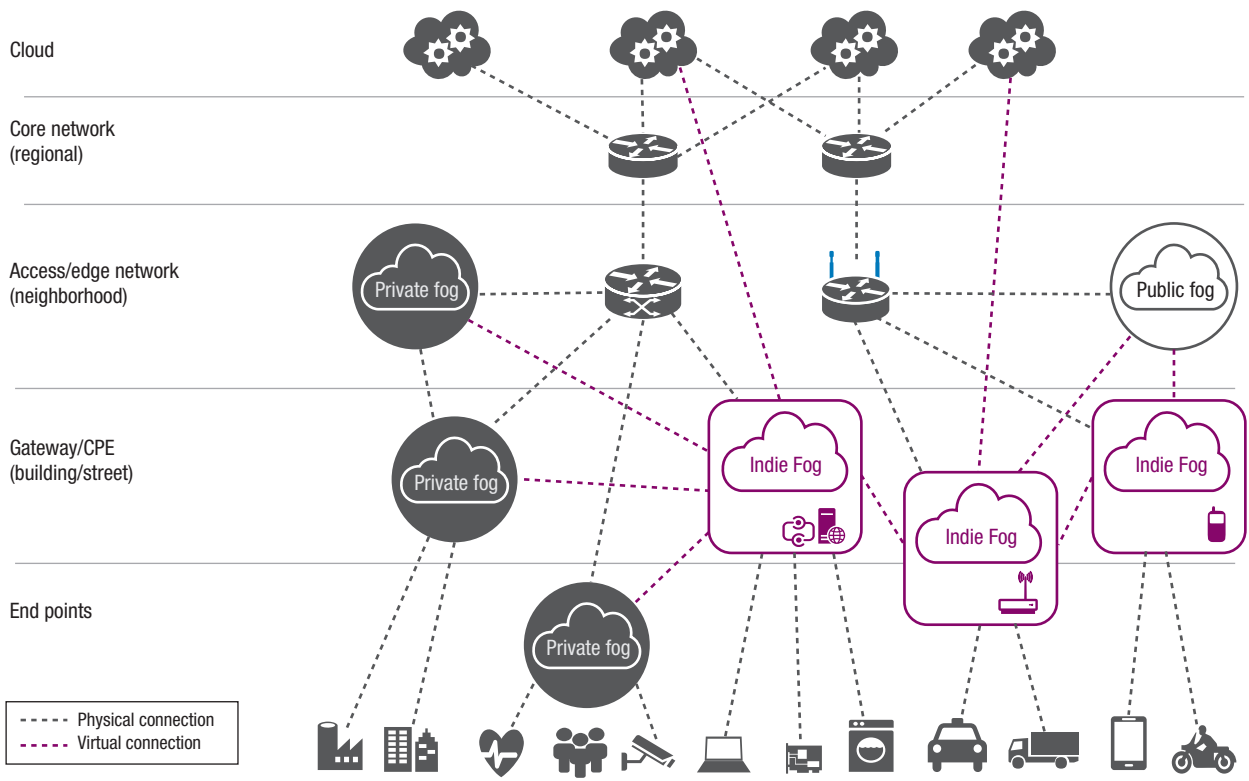 Cloud
Core network
(regional)
Access/edge network
(neighborhood)
Private fog
Public fog
Gateway/CPE
(building/street)
Private fog
Indie Fog
Indie Fog
Indie Fog
End points
Private fog
Physical connection
Virtual connection